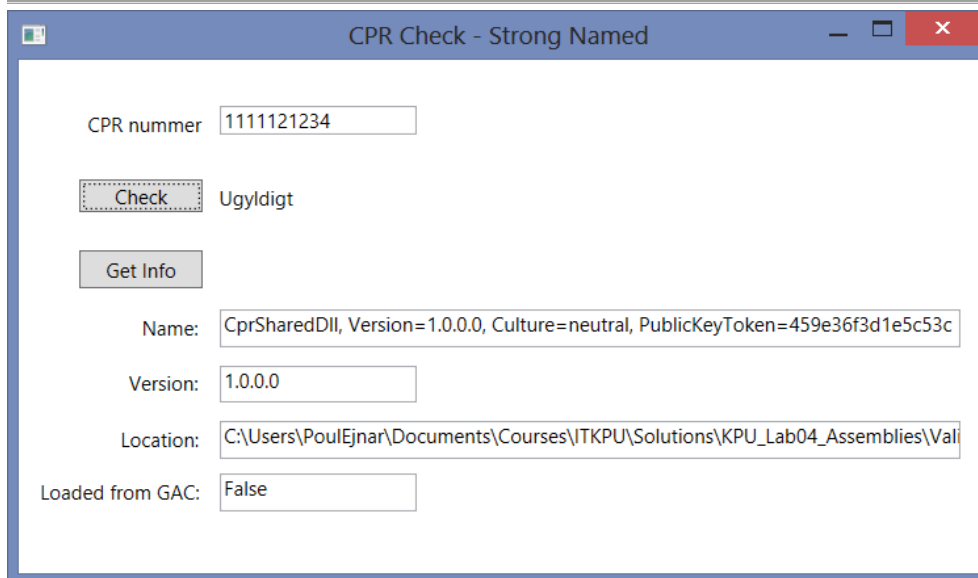 CPR Check - Strong Named
CPR nummer 1111121234
Check Ugyldigt
Get Info
Name: CprSharedDll, Version=1.0.0.0, Culture=neutral, PublicKeyToken=459e36f3d1e5c53c
Version: 1.0.0.0
Location: C:\Users\PoulEjnar\Documents\Courses\ITKPU\Solutions\KPU_Lab04_Assemblies\Vali
Loaded from GAC: False